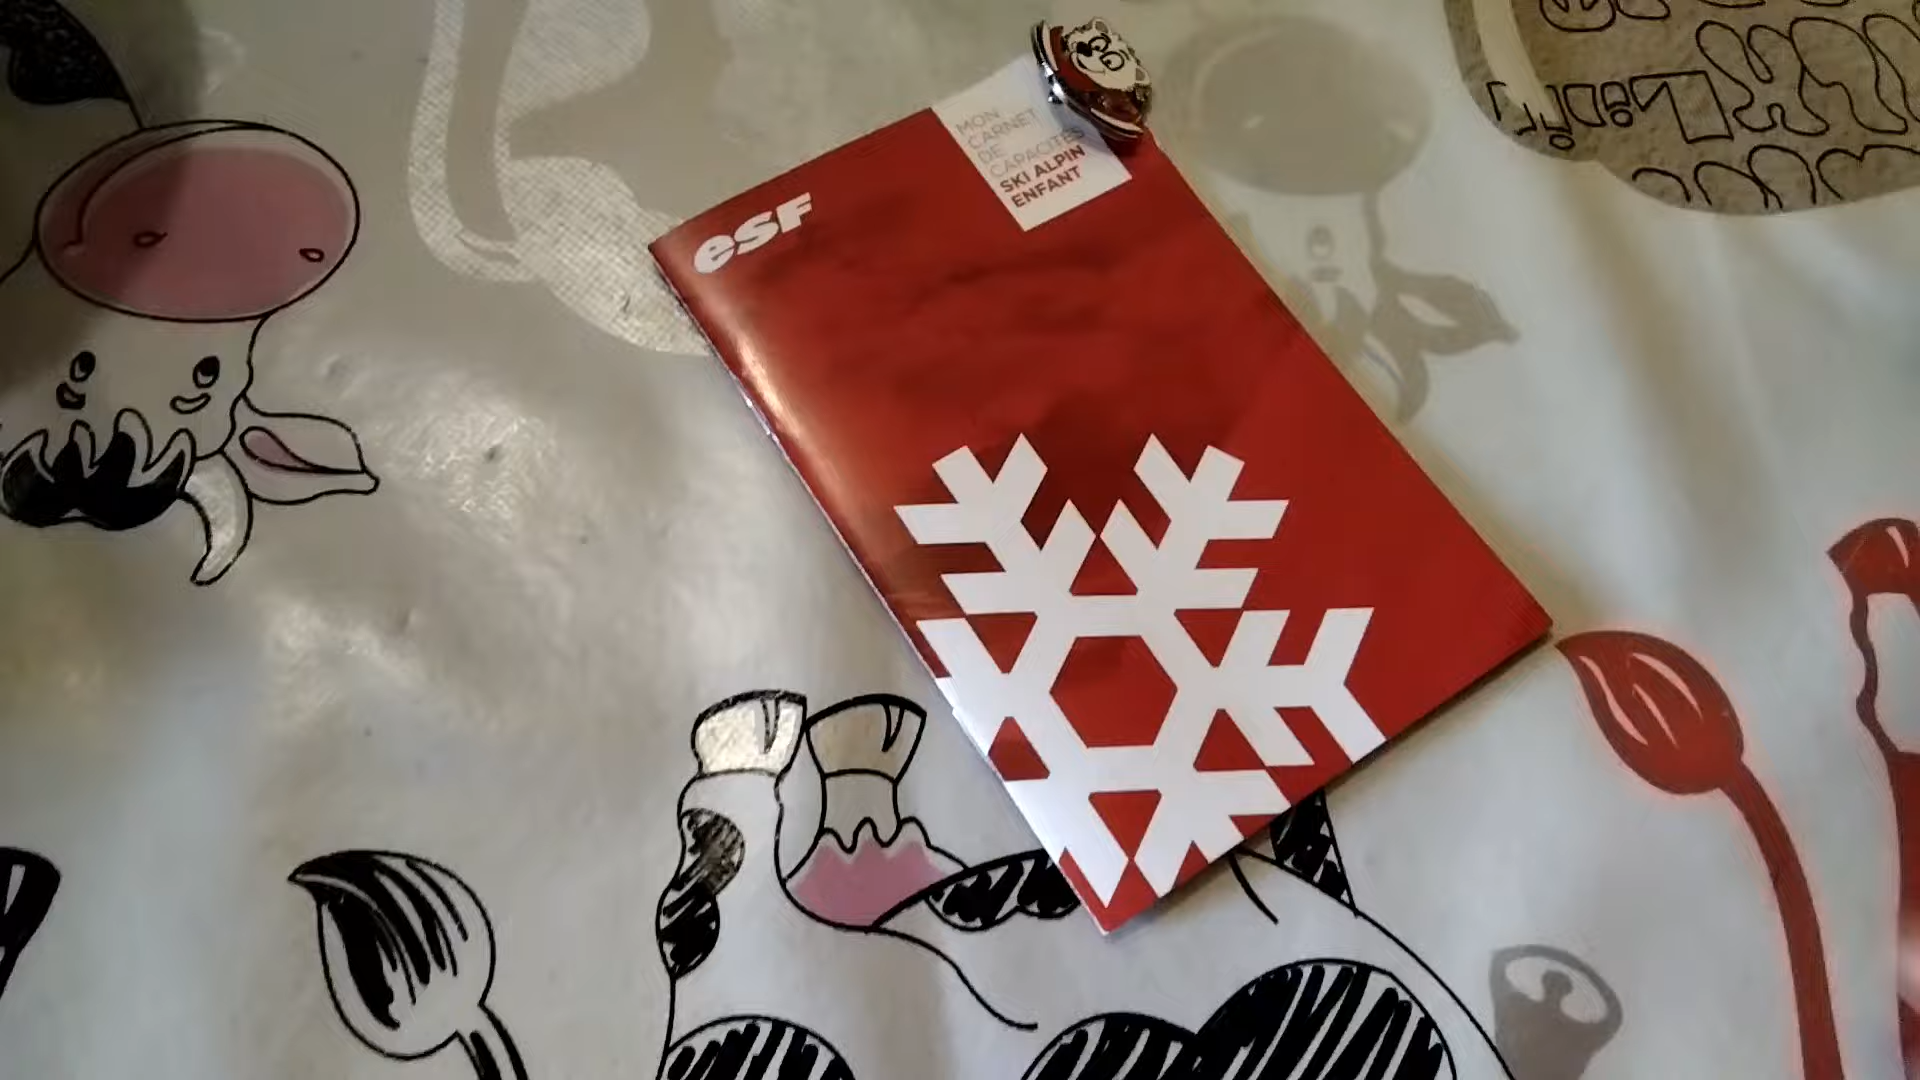 esf
MON
CARNET
DE
CAPACITÉS
SKI ALPIN
ENFANT